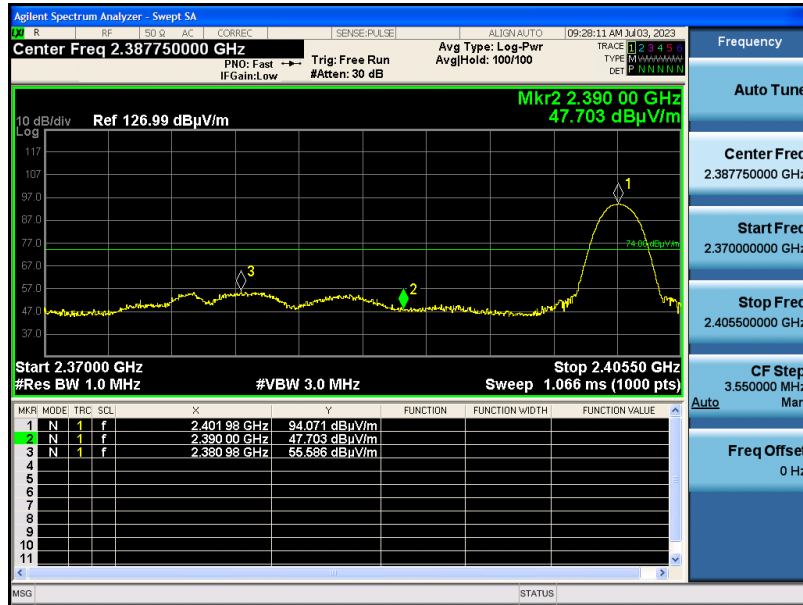 Agilent Spectrum Analyzer - Swept SA
LXI R RF 50 Ω AC CORREC SENSE:PULSE ALIGN AUTO 09:28:11 AM Jul 03, 2023
Center Freq 2.387750000 GHz
PNO: Fast
IFGain:Low
Trig: Free Run
#Atten: 30 dB
Avg Type: Log-Pwr
Avg|Hold: 100/100
TRACE 1 2 3 4 5 6
TYPE M WWWWW
DET P N N N N N
Mkr2 2.390 00 GHz
47.703 dBµV/m
10 dB/div Ref 126.99 dBµV/m
Log
117
107
97.0
87.0
77.0
67.0
57.0
47.0
37.0
1
74.00 dBµV/m
3
2
Start 2.37000 GHz Stop 2.40550 GHz
#Res BW 1.0 MHz #VBW 3.0 MHz Sweep 1.066 ms (1000 pts)
MKR MODE TRC SCL X Y FUNCTION FUNCTION WIDTH FUNCTION VALUE
1 N 1 f 2.401 98 GHz 94.071 dBµV/m
2 N 1 f 2.390 00 GHz 47.703 dBµV/m
3 N 1 f 2.380 98 GHz 55.586 dBµV/m
4
5
6
7
8
9
10
11
MSG STATUS
Frequency
Auto Tune
Center Freq
2.387750000 GHz
Start Freq
2.370000000 GHz
Stop Freq
2.405500000 GHz
CF Step
3.550000 MHz
Auto Man
Freq Offset
0 Hz